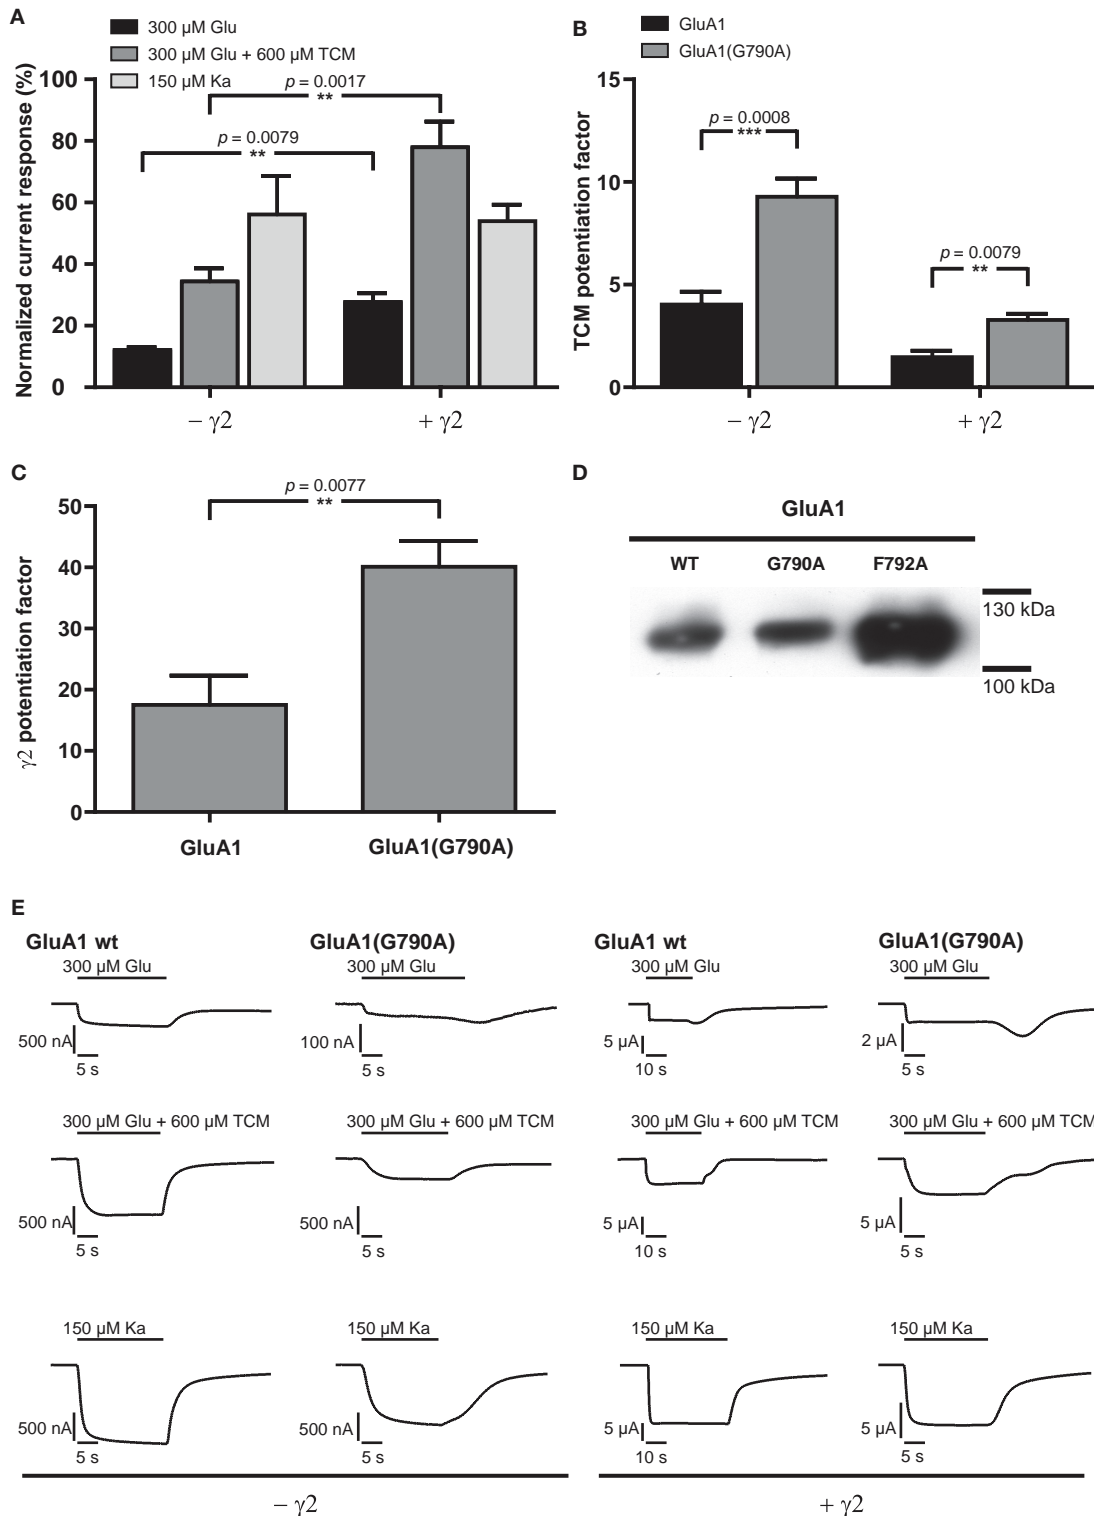 A
300 µM Glu
300 µM Glu + 600 µM TCM
150 µM Ka
Normalized current response (%)
100
80
60
40
20
0
p = 0.0017
**
p = 0.0079
**
− γ2
+ γ2
B
GluA1
GluA1(G790A)
TCM potentiation factor
15
10
5
0
p = 0.0008
***
p = 0.0079
**
− γ2
+ γ2
C
γ2 potentiation factor
50
40
30
20
10
0
p = 0.0077
**
GluA1
GluA1(G790A)
D
GluA1
WT G790A F792A
130 kDa
100 kDa
E
GluA1 wt GluA1(G790A) GluA1 wt GluA1(G790A)
300 µM Glu 300 µM Glu 300 µM Glu 300 µM Glu
500 nA 100 nA 5 µA 2 µA
5 s 5 s 10 s 5 s
300 µM Glu + 600 µM TCM 300 µM Glu + 600 µM TCM 300 µM Glu + 600 µM TCM 300 µM Glu + 600 µM TCM
500 nA 500 nA 5 µA 5 µA
5 s 5 s 10 s 5 s
150 µM Ka 150 µM Ka 150 µM Ka 150 µM Ka
500 nA 500 nA 5 µA 5 µA
5 s 5 s 10 s 5 s
− γ2 + γ2